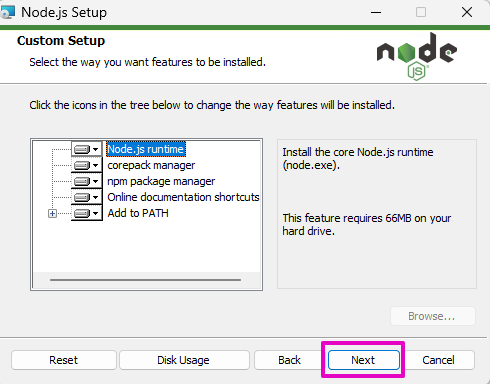 Node.js Setup
Custom Setup
Select the way you want features to be installed.
node
JS
Click the icons in the tree below to change the way features will be installed.
Node.js runtime
corepack manager
npm package manager
Online documentation shortcuts
Add to PATH
Install the core Node.js runtime
(node.exe).
This feature requires 66MB on your
hard drive.
Browse...
Reset
Disk Usage
Back
Next
Cancel